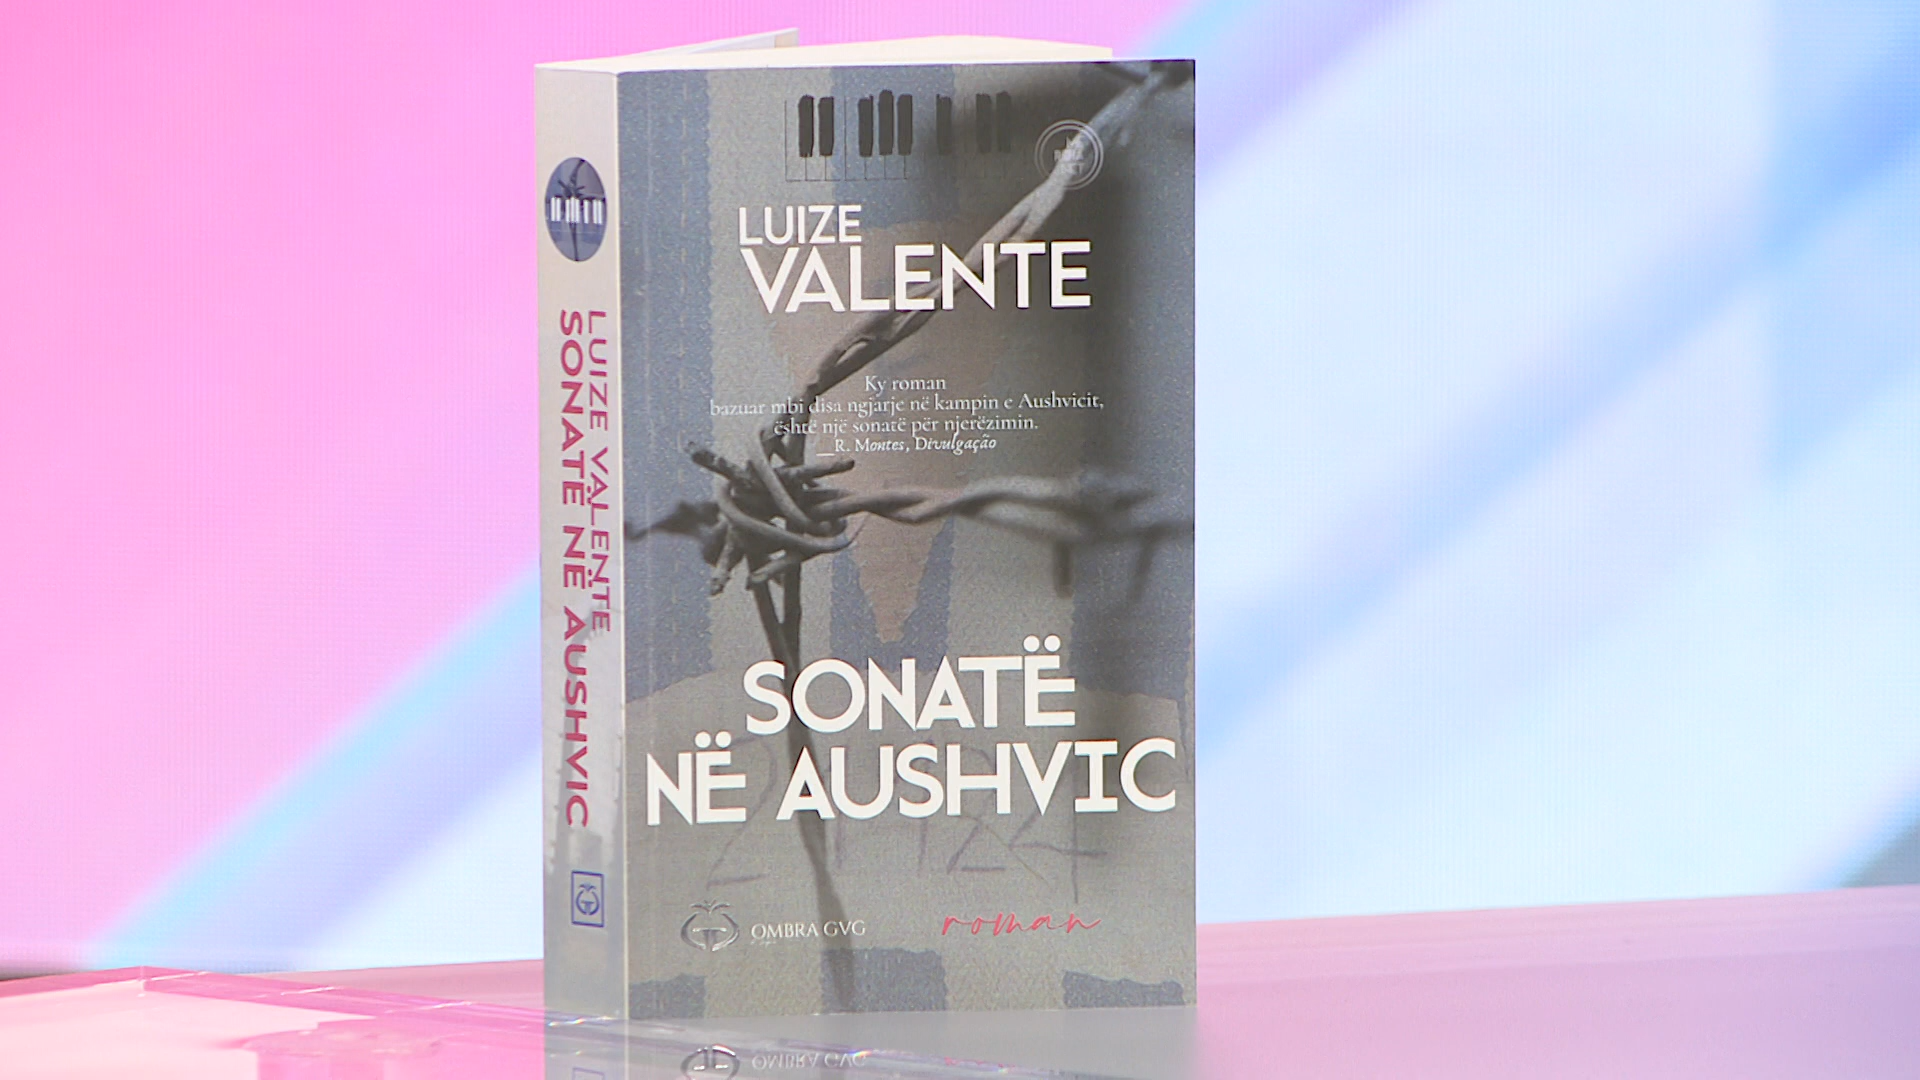 LUIZE VALENTE
SONATË NË AUSHVIC
LUIZE
VALENTE
Ky roman
bazuar mbi disa ngjarje në kampin e Aushvicit,
është një sonatë për njerëzimin.
__R. Montes, Divulgação
SONATË
NË AUSHVIC
OMBRA GVG
roman